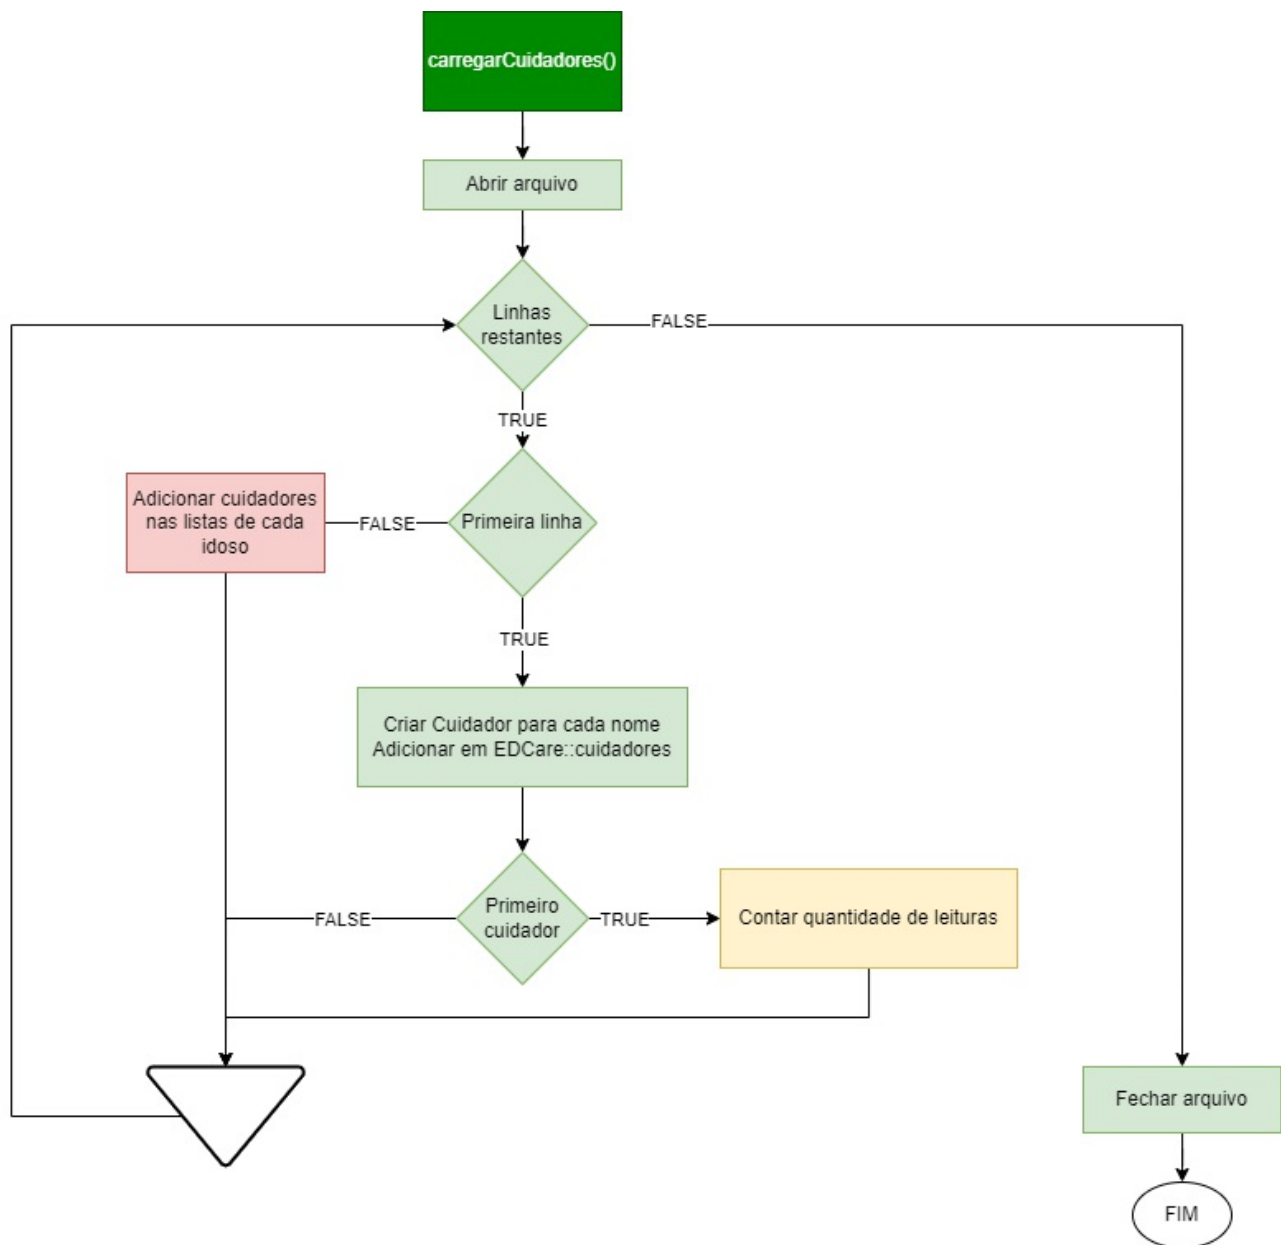 carregarCuidadores()
Abrir arquivo
Linhas
restantes
FALSE
TRUE
Adicionar cuidadores
nas listas de cada
idoso
FALSE
Primeira linha
TRUE
Criar Cuidador para cada nome
Adicionar em EDCare::cuidadores
FALSE
Primeiro
cuidador
TRUE
Contar quantidade de leituras
Fechar arquivo
FIM